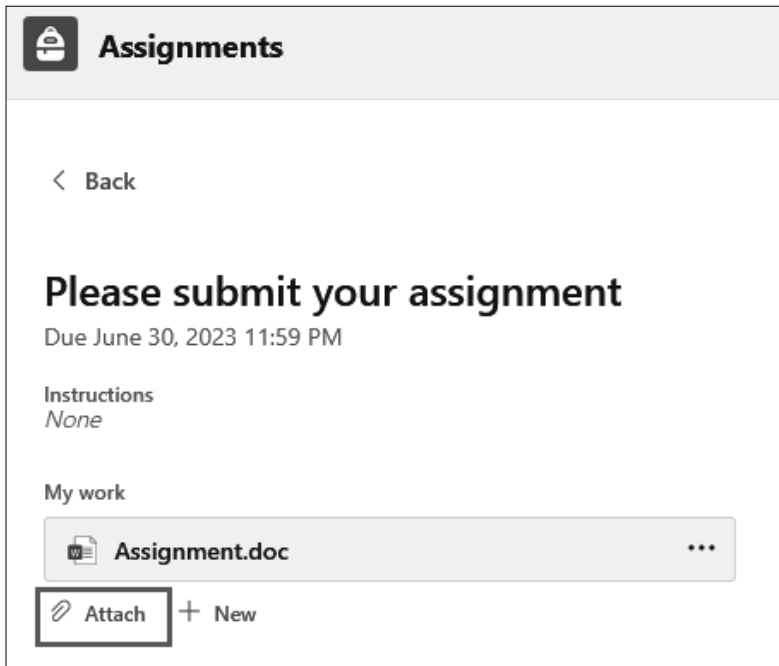 Assignments
Back
Please submit your assignment
Due June 30, 2023 11:59 PM
Instructions
None
My work
Assignment.doc
Attach + New